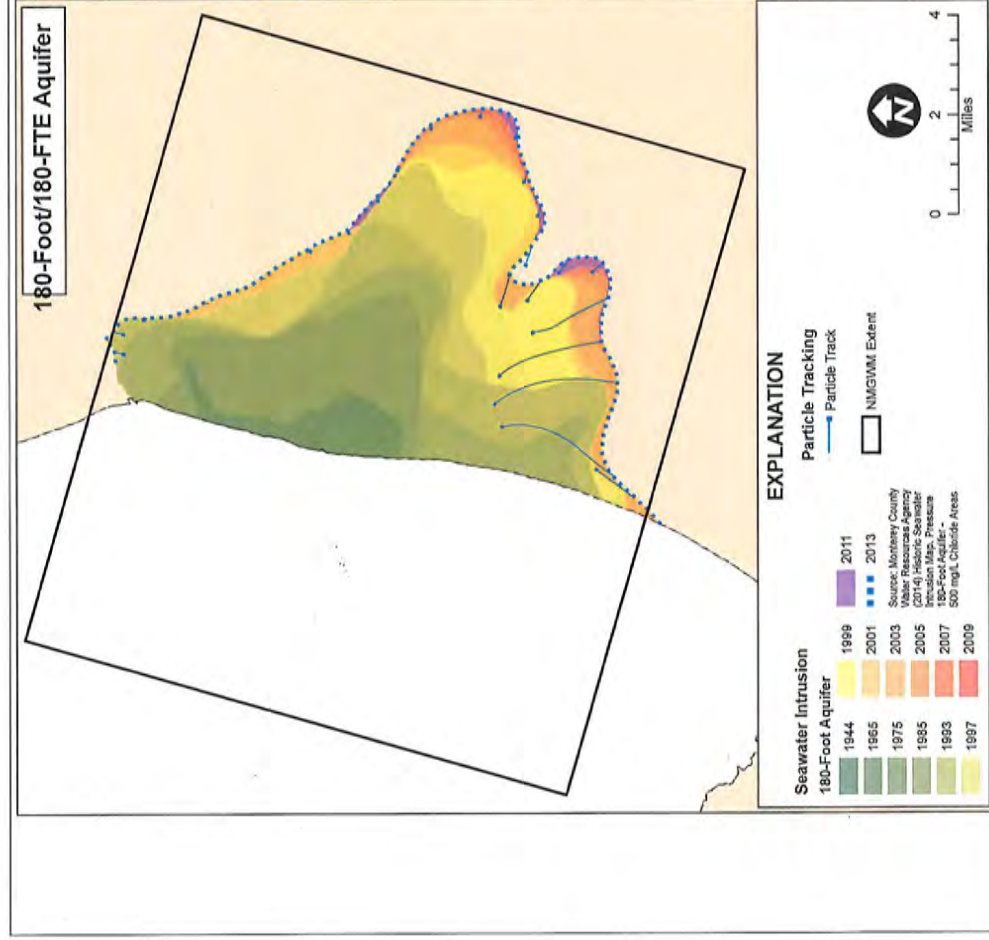 180-Foot/180-FTE Aquifer
EXPLANATION
Seawater Intrusion
180-Foot Aquifer
1944
1965
1975
1985
1993
1997
1999
2001
2003
2005
2007
2009
2011
2013
Source: Monterey County
Water Resources Agency
(2014) Historic Seawater
Intrusion Map, Pressure
180-Foot Aquifer -
500 mg/L Chloride Areas
Particle Tracking
Particle Track
NMGWM Extent
N
0 2 4
Miles